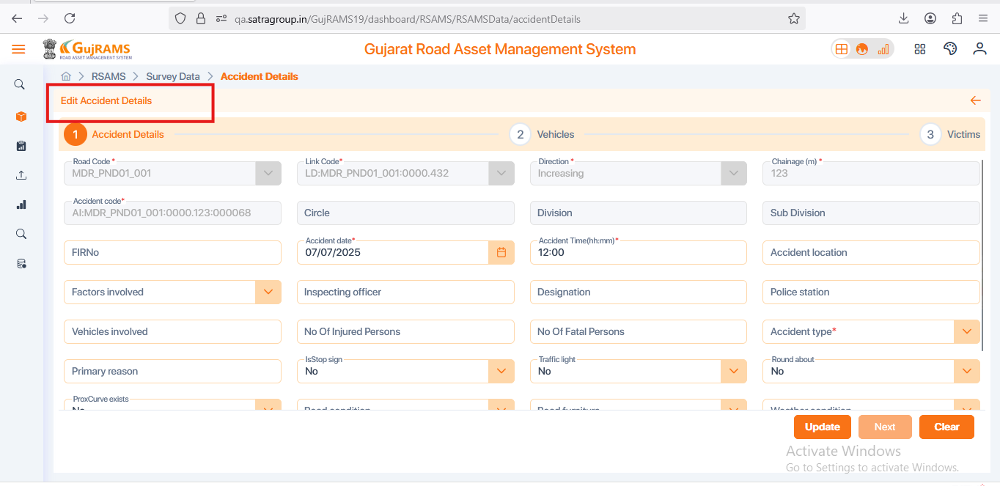 qa.satragroup.in/GujRAMS19/dashboard/RSAMS/RSAMSData/accidentDetails
GujRAMS
ROAD ASSET MANAGEMENT SYSTEM
Gujarat Road Asset Management System
RSAMS > Survey Data > Accident Details
Edit Accident Details
1 Accident Details 2 Vehicles 3 Victims
Road Code * Link Code* Direction * Chainage (m) *
MDR_PND01_001 LD:MDR_PND01_001:0000.432 Increasing 123
Accident code*
AI:MDR_PND01_001:0000.123:000068 Circle Division Sub Division
Accident date* Accident Time(hh:mm)*
FIRNo 07/07/2025 12:00 Accident location
Factors involved Inspecting officer Designation Police station
Vehicles involved No Of Injured Persons No Of Fatal Persons Accident type*
IsStop sign Traffic light Round about
Primary reason No No No
ProxCurve exists
No Road condition Road furniture Weather condition
Update Next Clear
Activate Windows
Go to Settings to activate Windows.